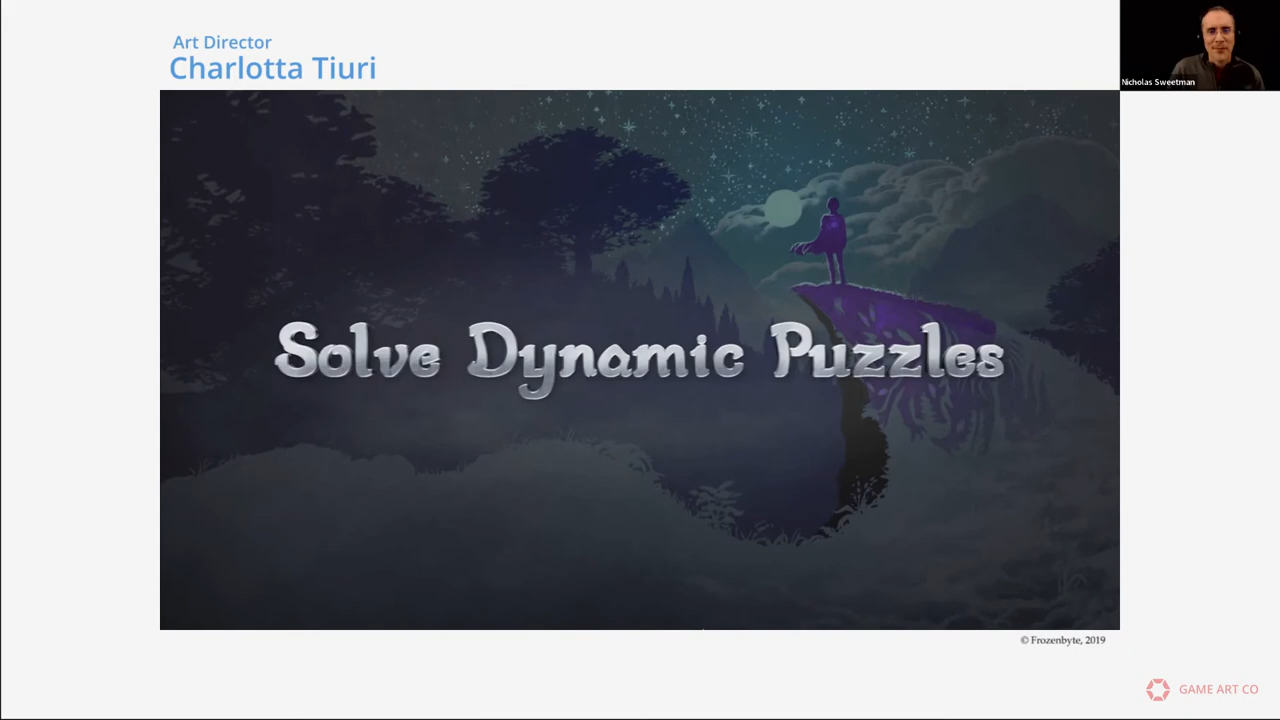 Art Director
Charlotta Tiuri
Nicholas Sweetman
Solve Dynamic Puzzles
© Frozenbyte, 2019
GAME ART CO